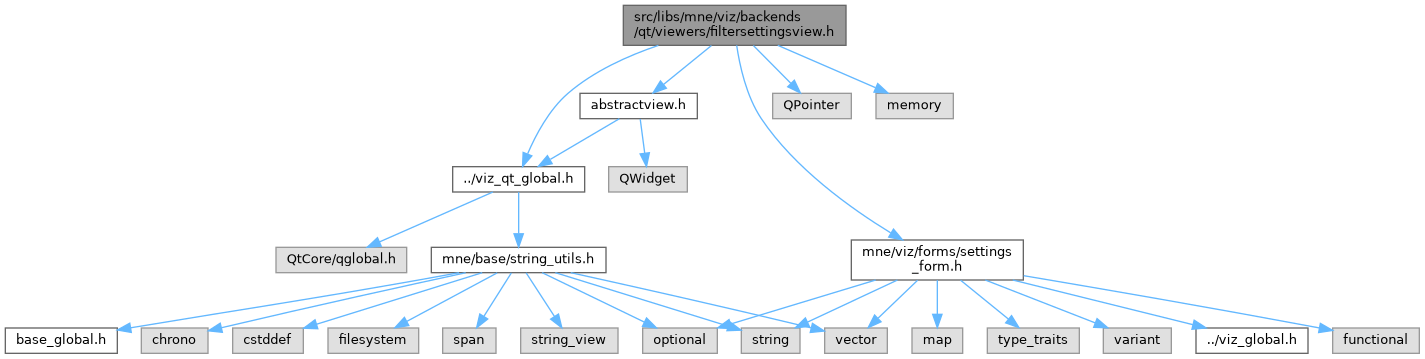 src/libs/mne/viz/backends
/qt/viewers/filtersettingsview.h
abstractview.h
QPointer
memory
../viz_qt_global.h
QWidget
QtCore/qglobal.h
mne/base/string_utils.h
mne/viz/forms/settings
_form.h
base_global.h
chrono
cstddef
filesystem
span
string_view
optional
string
vector
map
type_traits
variant
../viz_global.h
functional